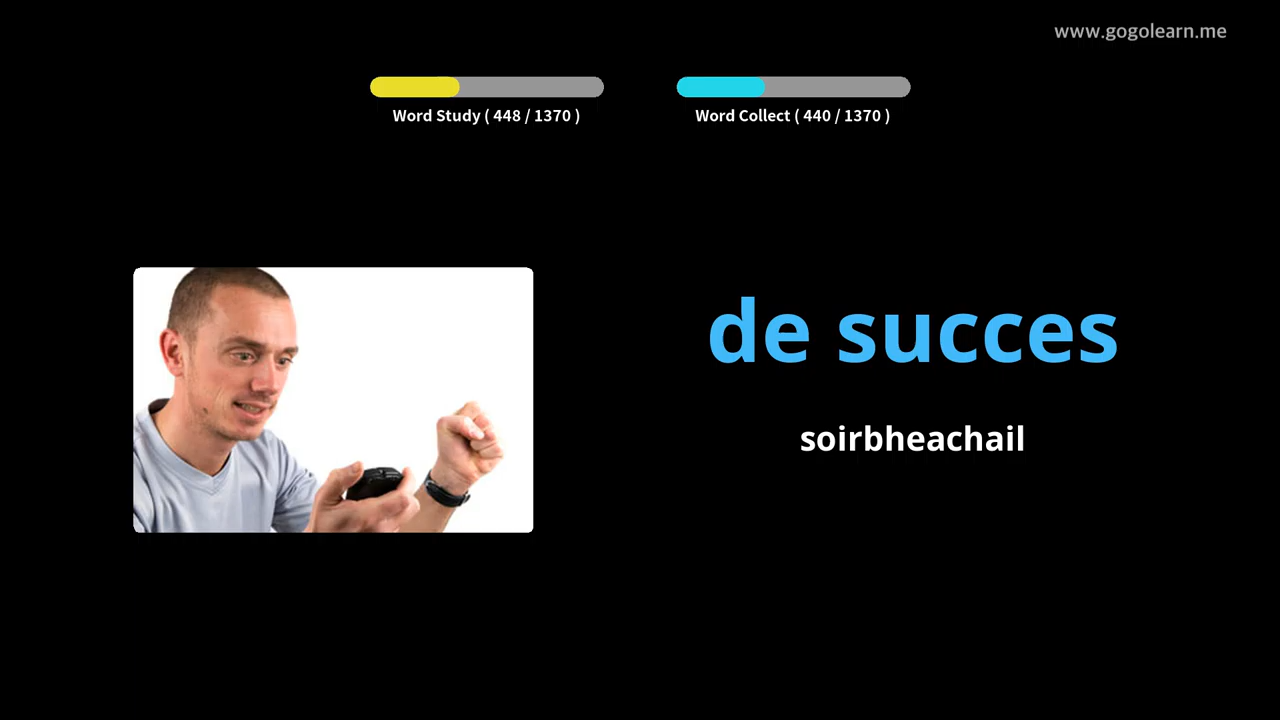 www.gogolearn.me
Word Study ( 448 / 1370 )
Word Collect ( 440 / 1370 )
de succes
soirbheachail